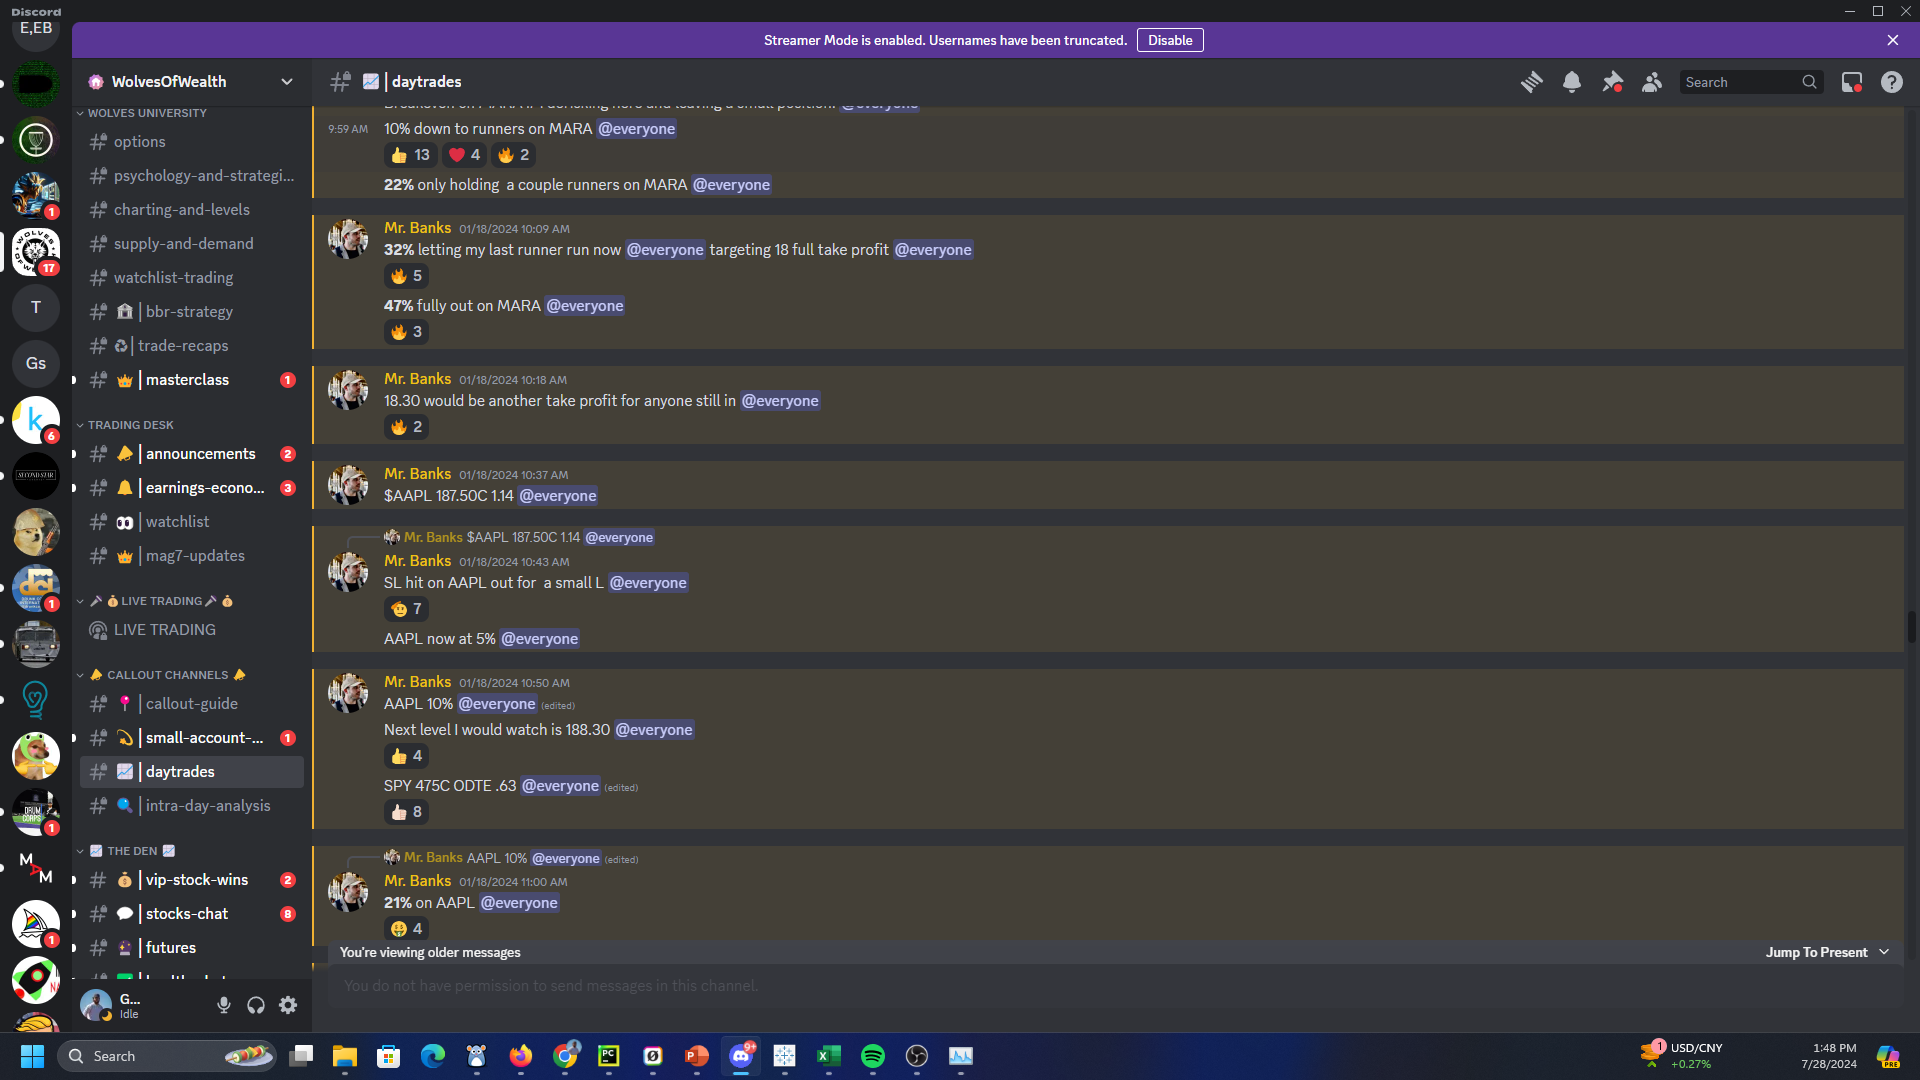 Discord
E,EB
Streamer Mode is enabled. Usernames have been truncated. Disable
WolvesOfWealth
| daytrades
Search
WOLVES UNIVERSITY
options
psychology-and-strategi...
charting-and-levels
supply-and-demand
watchlist-trading
| bbr-strategy
| trade-recaps
| masterclass 1
TRADING DESK
| announcements 2
| earnings-econo... 3
| watchlist
| mag7-updates
LIVE TRADING
LIVE TRADING
CALLOUT CHANNELS
| callout-guide
| small-account-... 1
| daytrades
| intra-day-analysis
THE DEN
| vip-stock-wins 2
| stocks-chat 8
| futures
1
WOLVES
17
T
Gs
k
6
SECOND STAR
dci
1
DRUM
CORPS
1
M
A
M
1
G...
Idle
9:59 AM 10% down to runners on MARA @everyone
13 4 2
22% only holding  a couple runners on MARA @everyone
Mr. Banks 01/18/2024 10:09 AM
32% letting my last runner run now @everyone targeting 18 full take profit @everyone
5
47% fully out on MARA @everyone
3
Mr. Banks 01/18/2024 10:18 AM
18.30 would be another take profit for anyone still in @everyone
2
Mr. Banks 01/18/2024 10:37 AM
$AAPL 187.50C 1.14 @everyone
Mr. Banks $AAPL 187.50C 1.14 @everyone
Mr. Banks 01/18/2024 10:43 AM
SL hit on AAPL out for  a small L @everyone
7
AAPL now at 5% @everyone
Mr. Banks 01/18/2024 10:50 AM
AAPL 10% @everyone (edited)
Next level I would watch is 188.30 @everyone
4
SPY 475C ODTE .63 @everyone (edited)
8
Mr. Banks AAPL 10% @everyone (edited)
Mr. Banks 01/18/2024 11:00 AM
21% on AAPL @everyone
4
You're viewing older messages
Jump To Present
You do not have permission to send messages in this channel.
Search
PC
9+
1
USD/CNY
+0.27%
1:48 PM
7/28/2024
PRE